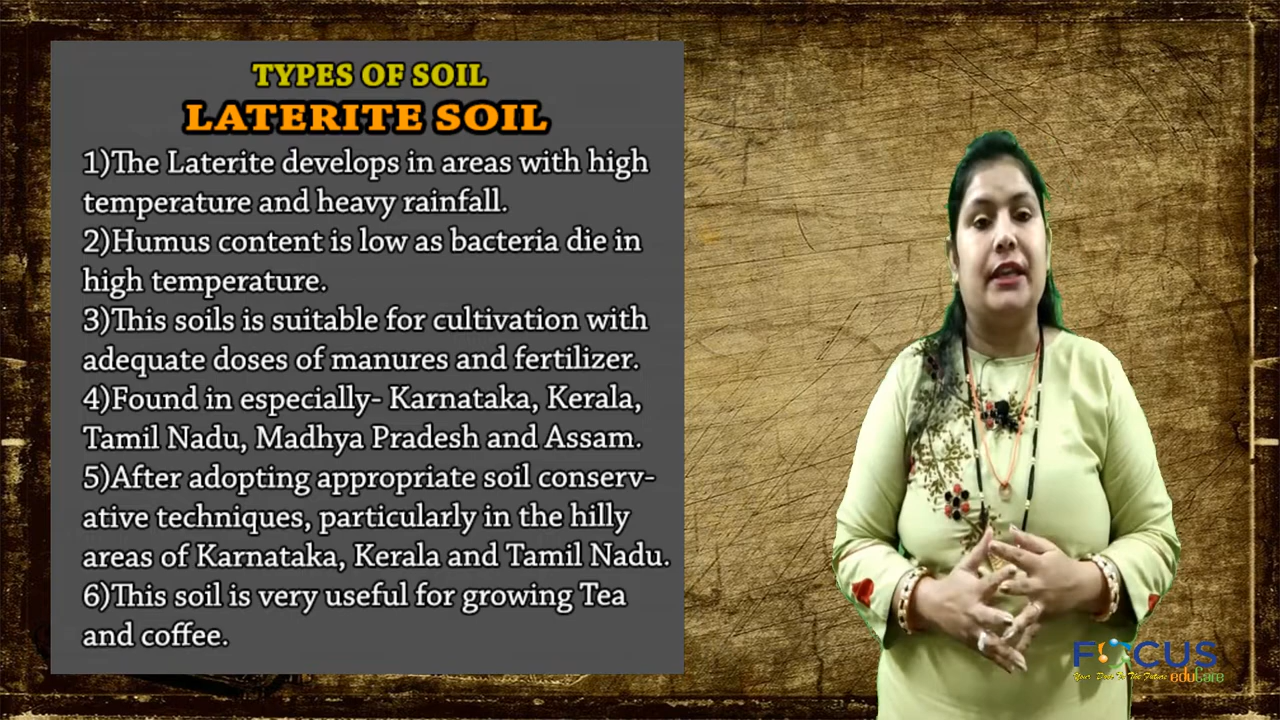 TYPES OF SOIL
LATERITE SOIL
1)The Laterite develops in areas with high
temperature and heavy rainfall.
2)Humus content is low as bacteria die in
high temperature.
3)This soils is suitable for cultivation with
adequate doses of manures and fertilizer.
4)Found in especially- Karnataka, Kerala,
Tamil Nadu, Madhya Pradesh and Assam.
5)After adopting appropriate soil conserv-
ative techniques, particularly in the hilly
areas of Karnataka, Kerala and Tamil Nadu.
6)This soil is very useful for growing Tea
and coffee.
FOCUS
To The Future eduCare